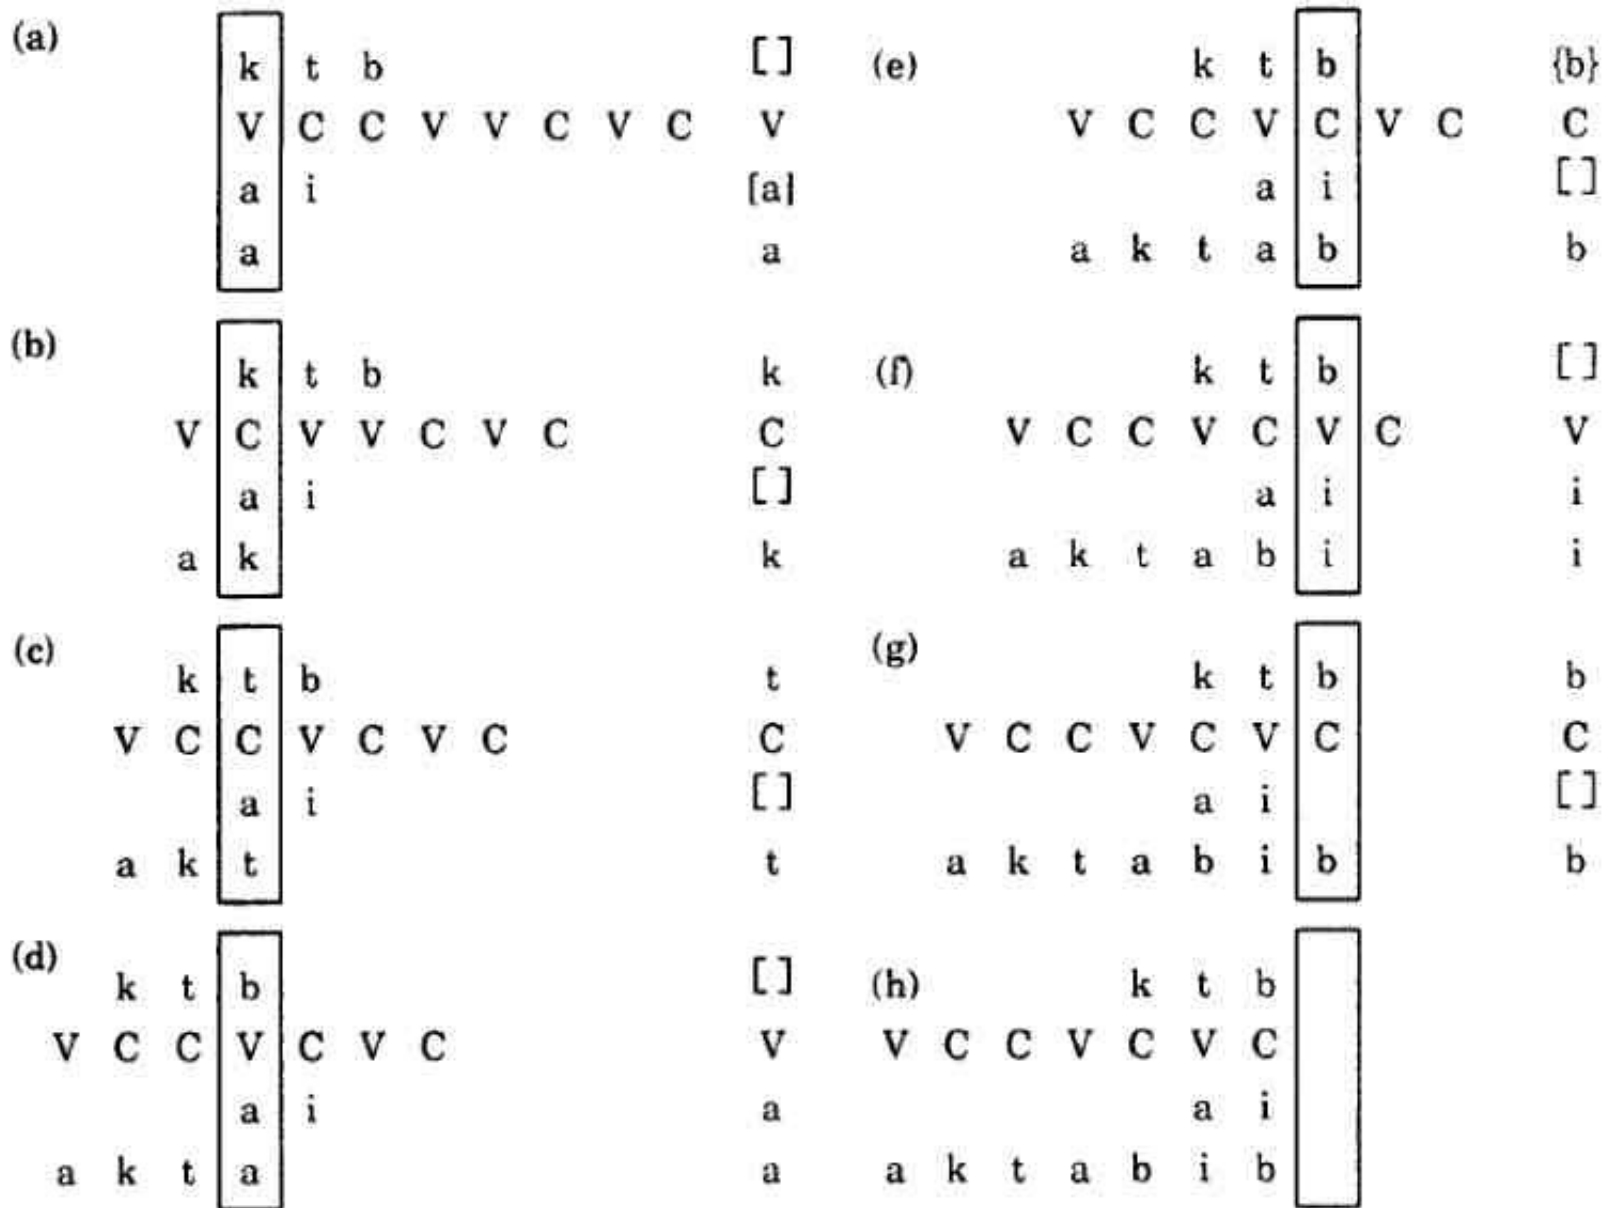 (a)
k t b []
V C C V V C V C V
a i [a]
a a
(b)
k t b k
V C V V C V C C
a i []
a k k
(c)
k t b t
V C C V C V C C
a i []
a k t t
(d)
k t b []
V C C V C V C V
a i a
a k t a a
(e) k t b {b}
V C C V C V C C
a i []
a k t a b b
(f) k t b []
V C C V C V C V
a i i
a k t a b i i
(g)
k t b b
V C C V C V C C
a i []
a k t a b i b b
(h) k t b
V C C V C V C
a i
a k t a b i b